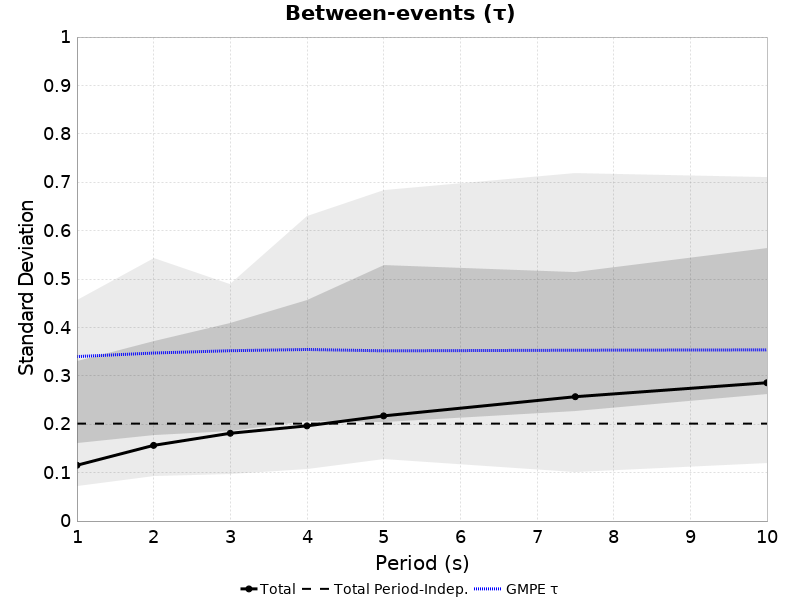 Between-events (τ)
1
0.9
0.8
0.7
0.6
0.5
0.4
0.3
0.2
0.1
0
Standard Deviation
1 2 3 4 5 6 7 8 9 10
Period (s)
Total Total Period-Indep. GMPE τ